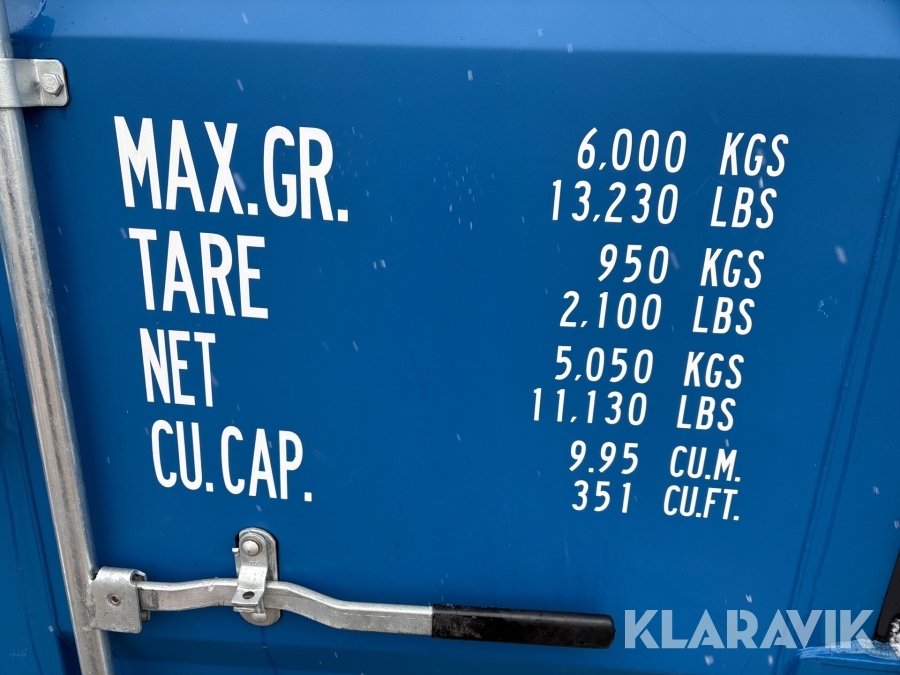 MAX.GR. 6,000 KGS
13,230 LBS
TARE 950 KGS
2,100 LBS
NET 5,050 KGS
11,130 LBS
CU.CAP. 9.95 CU.M.
351 CU.FT.
KLARAVIK